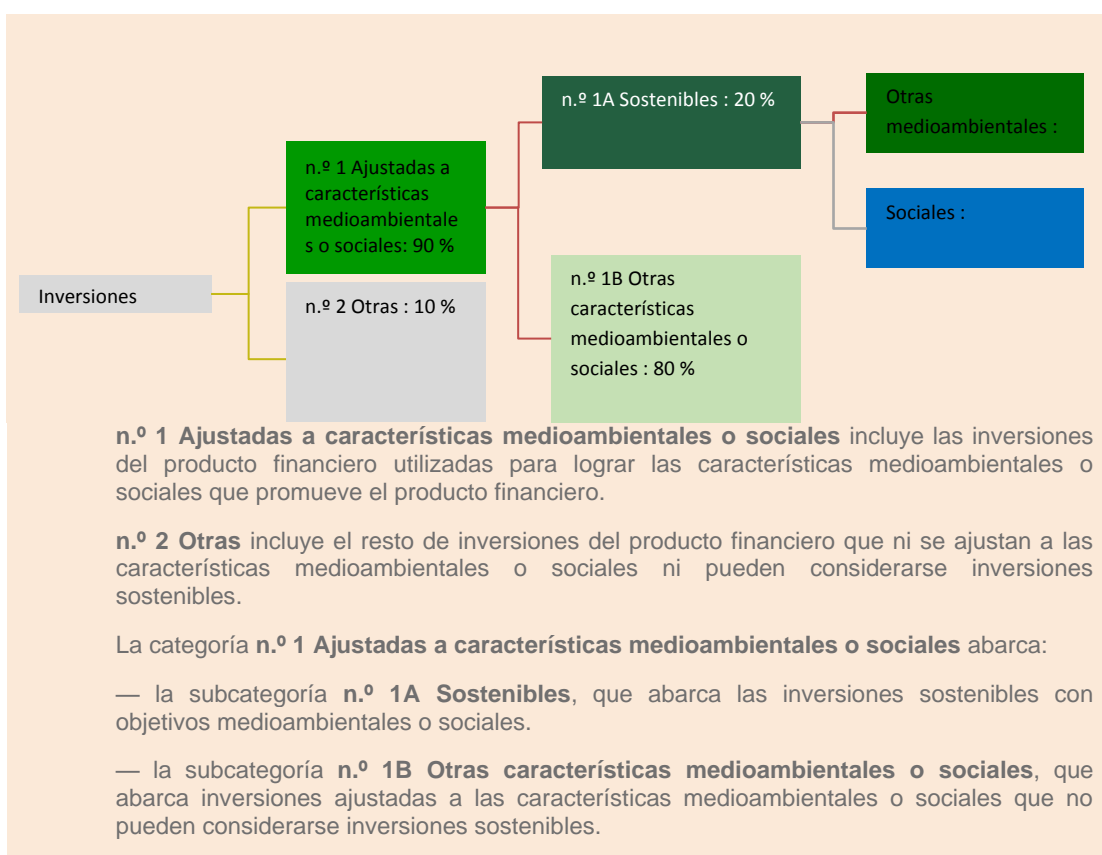 n.º 1A Sostenibles : 20 %
Otras
medioambientales :
n.º 1 Ajustadas a
características
medioambientale
s o sociales: 90 %
Sociales :
Inversiones
n.º 2 Otras : 10 %
n.º 1B Otras
características
medioambientales o
sociales : 80 %
n.º 1 Ajustadas a características medioambientales o sociales incluye las inversiones
del producto financiero utilizadas para lograr las características medioambientales o
sociales que promueve el producto financiero.
n.º 2 Otras incluye el resto de inversiones del producto financiero que ni se ajustan a las
características medioambientales o sociales ni pueden considerarse inversiones
sostenibles.
La categoría n.º 1 Ajustadas a características medioambientales o sociales abarca:
— la subcategoría n.º 1A Sostenibles, que abarca las inversiones sostenibles con
objetivos medioambientales o sociales.
— la subcategoría n.º 1B Otras características medioambientales o sociales, que
abarca inversiones ajustadas a las características medioambientales o sociales que no
pueden considerarse inversiones sostenibles.